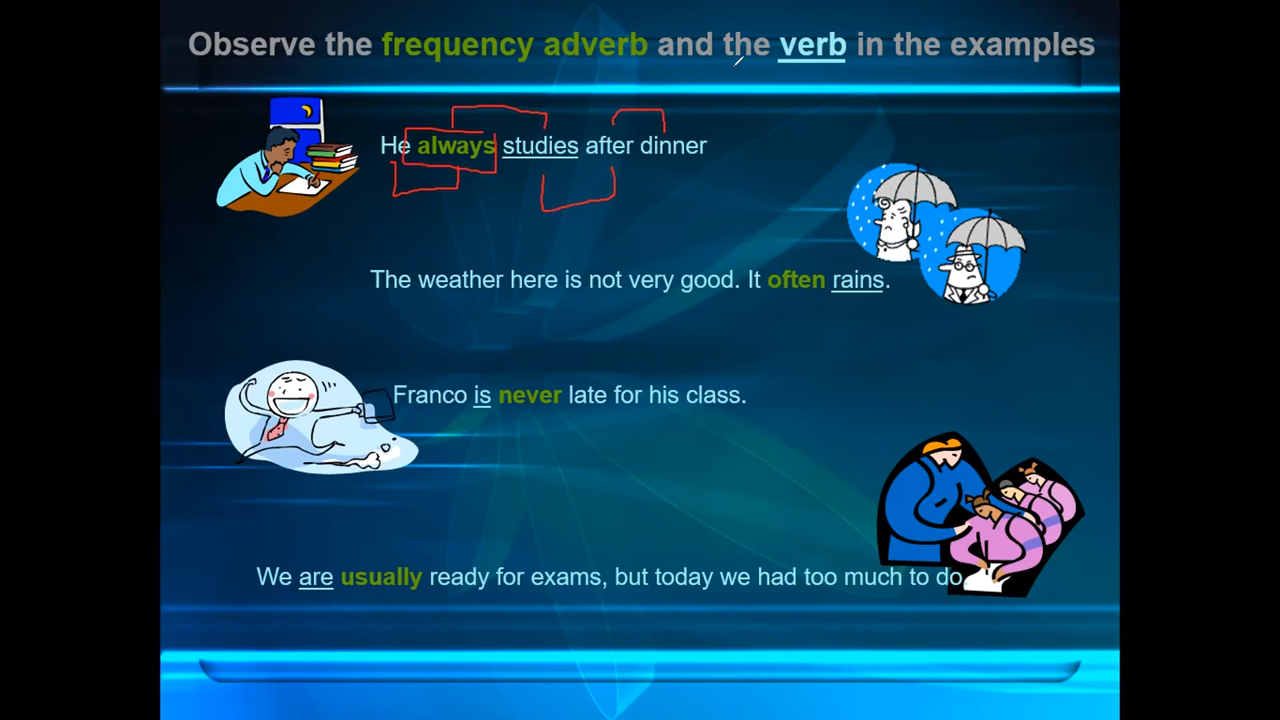 Observe the frequency adverb and the verb in the examples
He always studies after dinner
The weather here is not very good. It often rains.
Franco is never late for his class.
We are usually ready for exams, but today we had too much to do.